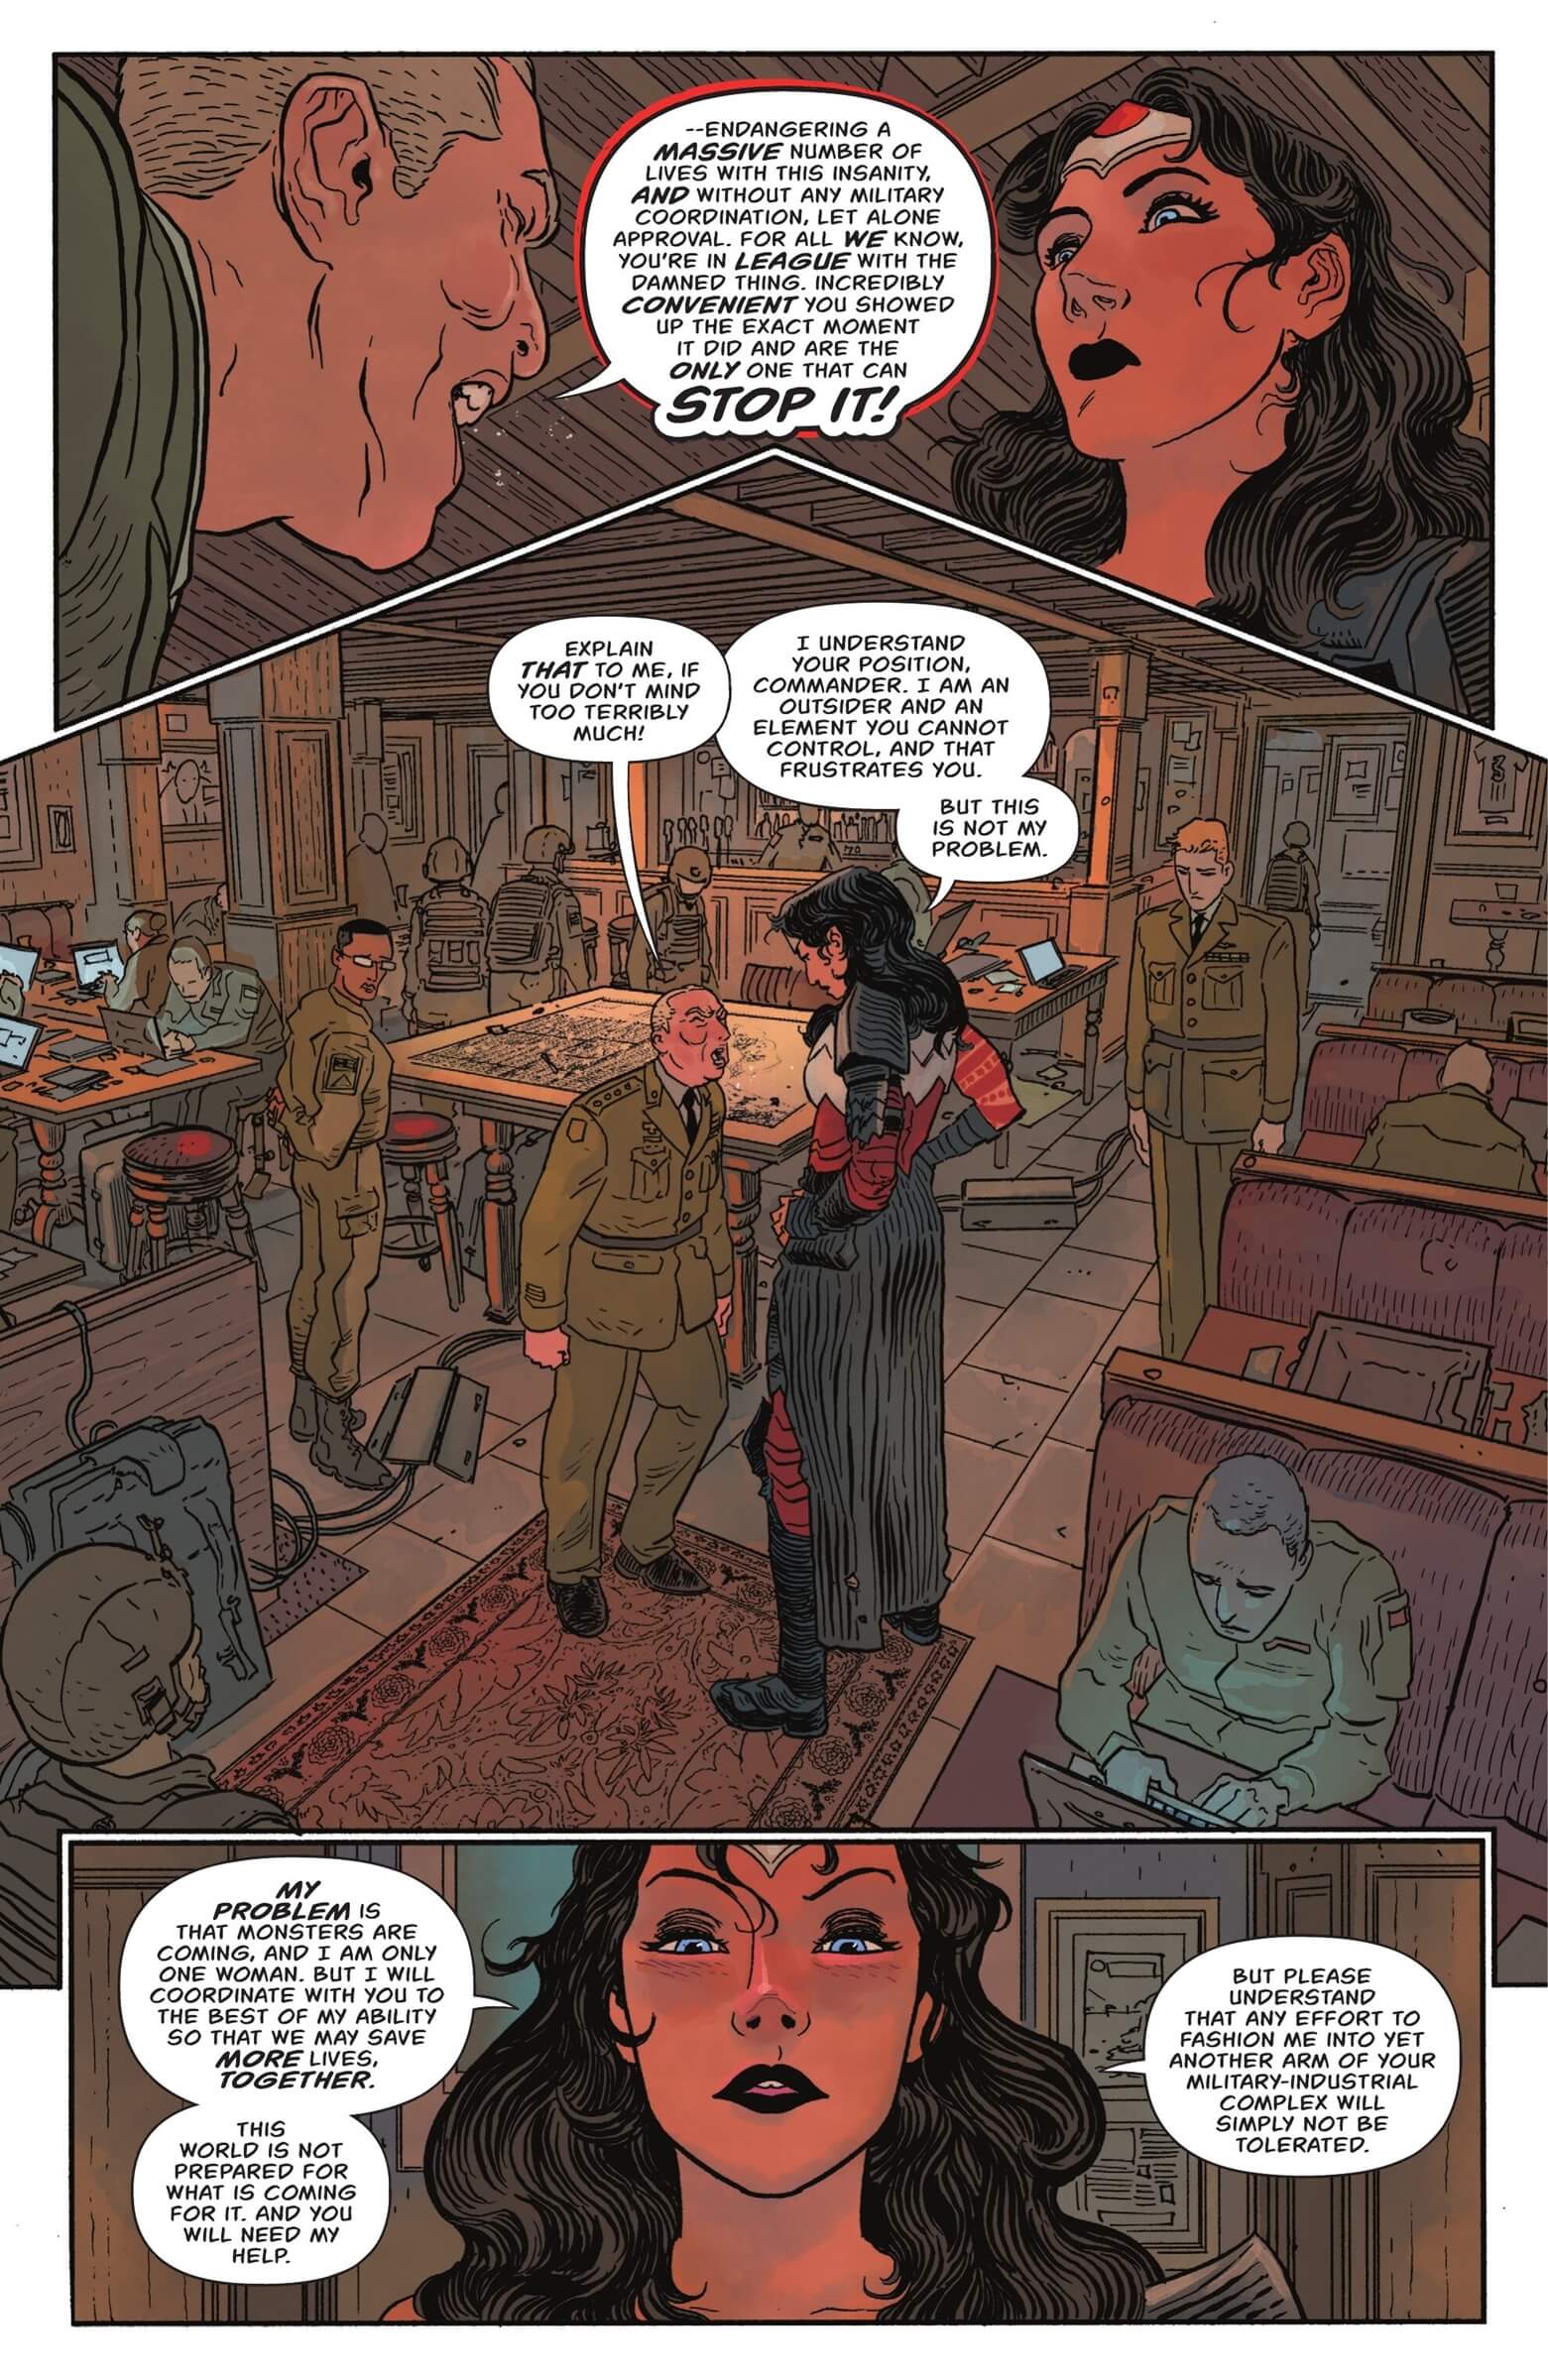 --ENDANGERING A
MASSIVE NUMBER OF
LIVES WITH THIS INSANITY,
AND WITHOUT ANY MILITARY
COORDINATION, LET ALONE
APPROVAL. FOR ALL WE KNOW,
YOU'RE IN LEAGUE WITH THE
DAMNED THING. INCREDIBLY
CONVENIENT YOU SHOWED
UP THE EXACT MOMENT
IT DID AND ARE THE
ONLY ONE THAT CAN
STOP IT!
EXPLAIN
THAT TO ME, IF
YOU DON'T MIND
TOO TERRIBLY
MUCH!
I UNDERSTAND
YOUR POSITION,
COMMANDER. I AM AN
OUTSIDER AND AN
ELEMENT YOU CANNOT
CONTROL, AND THAT
FRUSTRATES YOU.
BUT THIS
IS NOT MY
PROBLEM.
3
MY
PROBLEM IS
THAT MONSTERS ARE
COMING, AND I AM ONLY
ONE WOMAN. BUT I WILL
COORDINATE WITH YOU TO
THE BEST OF MY ABILITY
SO THAT WE MAY SAVE
MORE LIVES,
TOGETHER.
THIS
WORLD IS NOT
PREPARED FOR
WHAT IS COMING
FOR IT. AND YOU
WILL NEED MY
HELP.
BUT PLEASE
UNDERSTAND
THAT ANY EFFORT TO
FASHION ME INTO YET
ANOTHER ARM OF YOUR
MILITARY-INDUSTRIAL
COMPLEX WILL
SIMPLY NOT BE
TOLERATED.